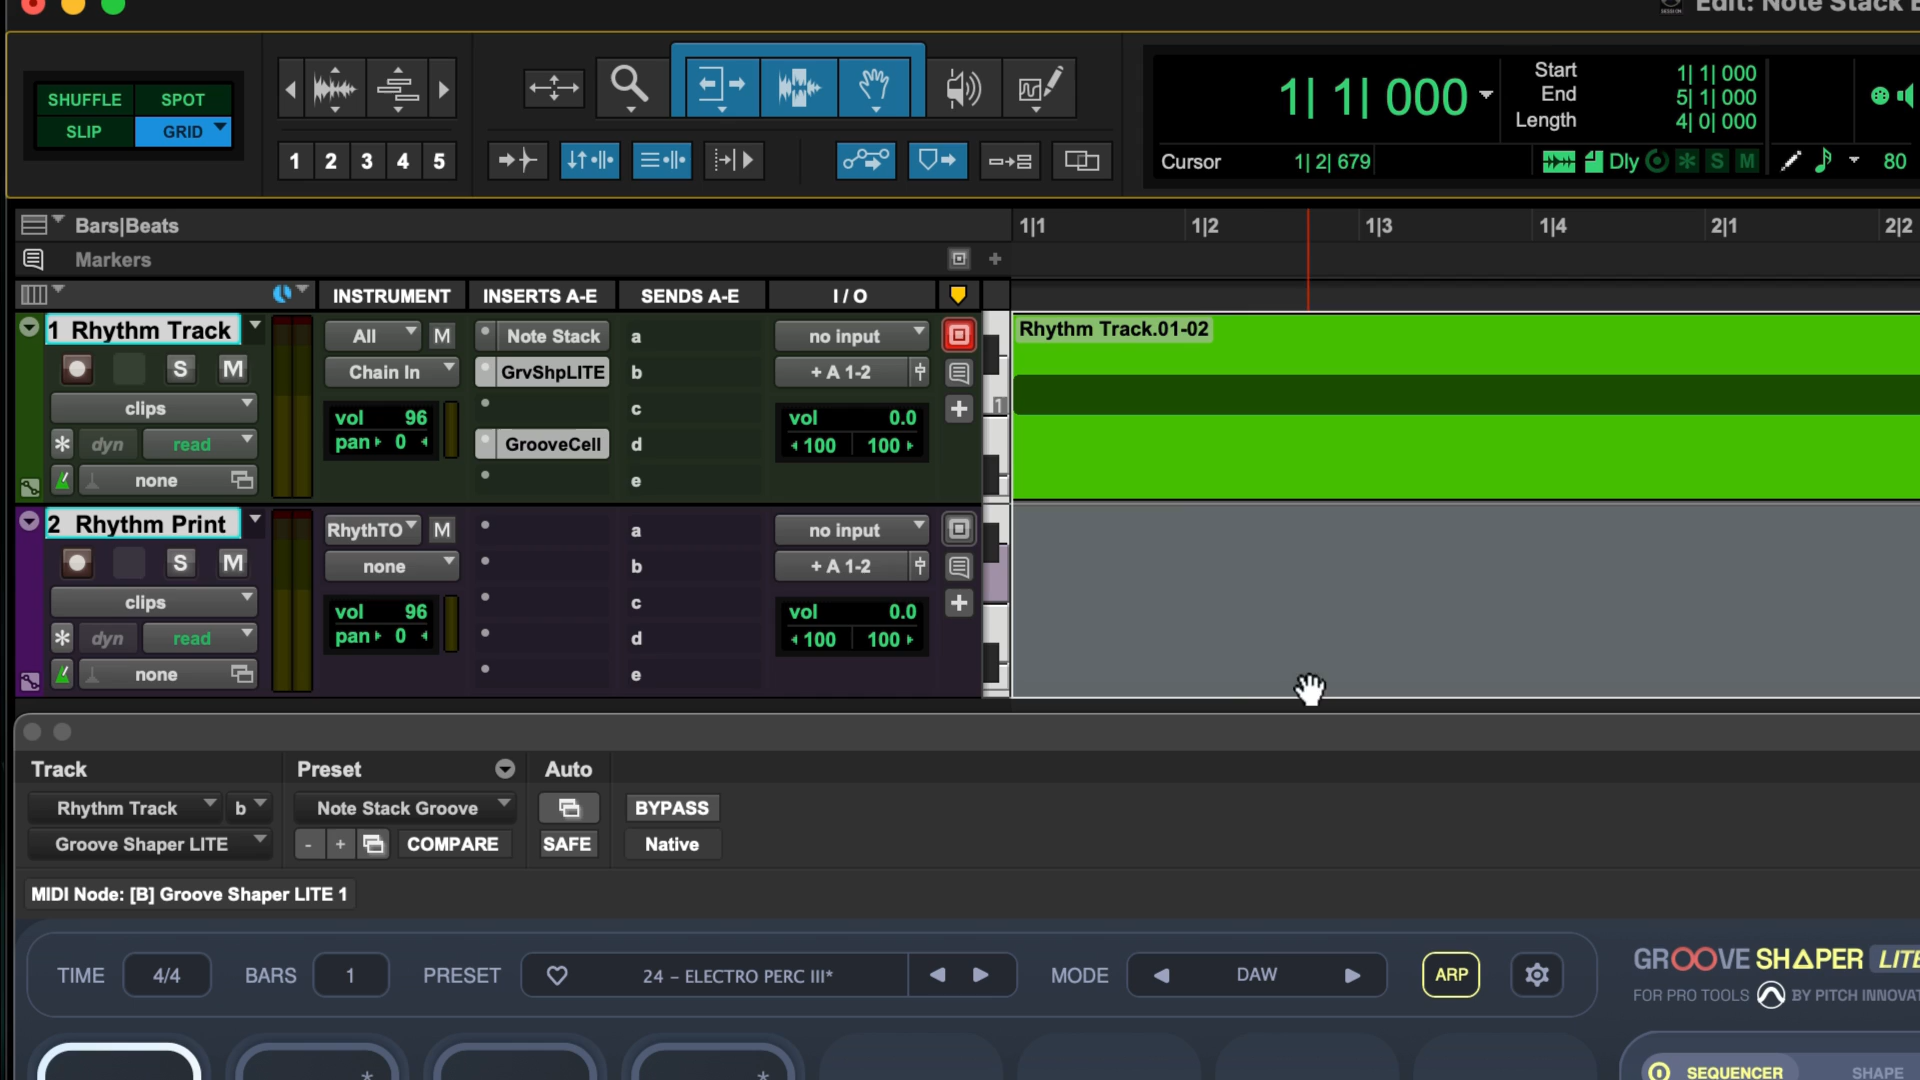 Edit: Note Stack
SHUFFLE SPOT
SLIP GRID
1 2 3 4 5
1| 1| 000
Start 1| 1| 000
End 5| 1| 000
Length 4| 0| 000
Cursor 1| 2| 679
Dly S M 80
Bars|Beats
1|1 1|2 1|3 1|4 2|1 2|2
Markers
INSTRUMENT INSERTS A-E SENDS A-E I / O
1 Rhythm Track
All M Note Stack a no input
Rhythm Track.01-02
S M Chain In GrvShpLITE b + A 1-2
clips vol 96 c vol 0.0
* dyn read pan 0 GrooveCell d 100 100
none e
1
2 Rhythm Print
RhythTO M a no input
S M none b + A 1-2
clips vol 96 c vol 0.0
* dyn read pan 0 d 100 100
none e
Track Preset Auto
Rhythm Track b Note Stack Groove BYPASS
Groove Shaper LITE - + COMPARE SAFE Native
MIDI Node: [B] Groove Shaper LITE 1
TIME 4/4 BARS 1 PRESET 24 – ELECTRO PERC III* MODE DAW ARP
GROOVE SHAPER LITE
FOR PRO TOOLS BY PITCH INNOVAT
* *
SEQUENCER SHAPE